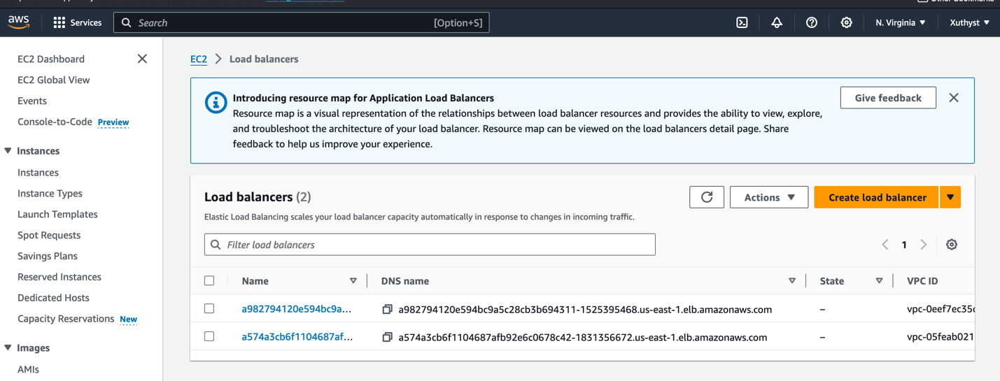 aws
Services
Search
[Option+S]
N. Virginia
Xuthyst
EC2 Dashboard
EC2 Global View
Events
Console-to-Code Preview
Instances
Instances
Instance Types
Launch Templates
Spot Requests
Savings Plans
Reserved Instances
Dedicated Hosts
Capacity Reservations New
Images
AMIs
EC2 > Load balancers
Introducing resource map for Application Load Balancers
Resource map is a visual representation of the relationships between load balancer resources and provides the ability to view, explore,
and troubleshoot the architecture of your load balancer. Resource map can be viewed on the load balancers detail page. Share
feedback to help us improve your experience.
Give feedback
Load balancers (2)
Actions
Create load balancer
Elastic Load Balancing scales your load balancer capacity automatically in response to changes in incoming traffic.
Filter load balancers
1
Name DNS name State VPC ID
a982794120e594bc9a... a982794120e594bc9a5c28cb3b694311-1525395468.us-east-1.elb.amazonaws.com – vpc-0eef7ec35
a574a3cb6f1104687af... a574a3cb6f1104687afb92e6c0678c42-1831356672.us-east-1.elb.amazonaws.com – vpc-05feab021